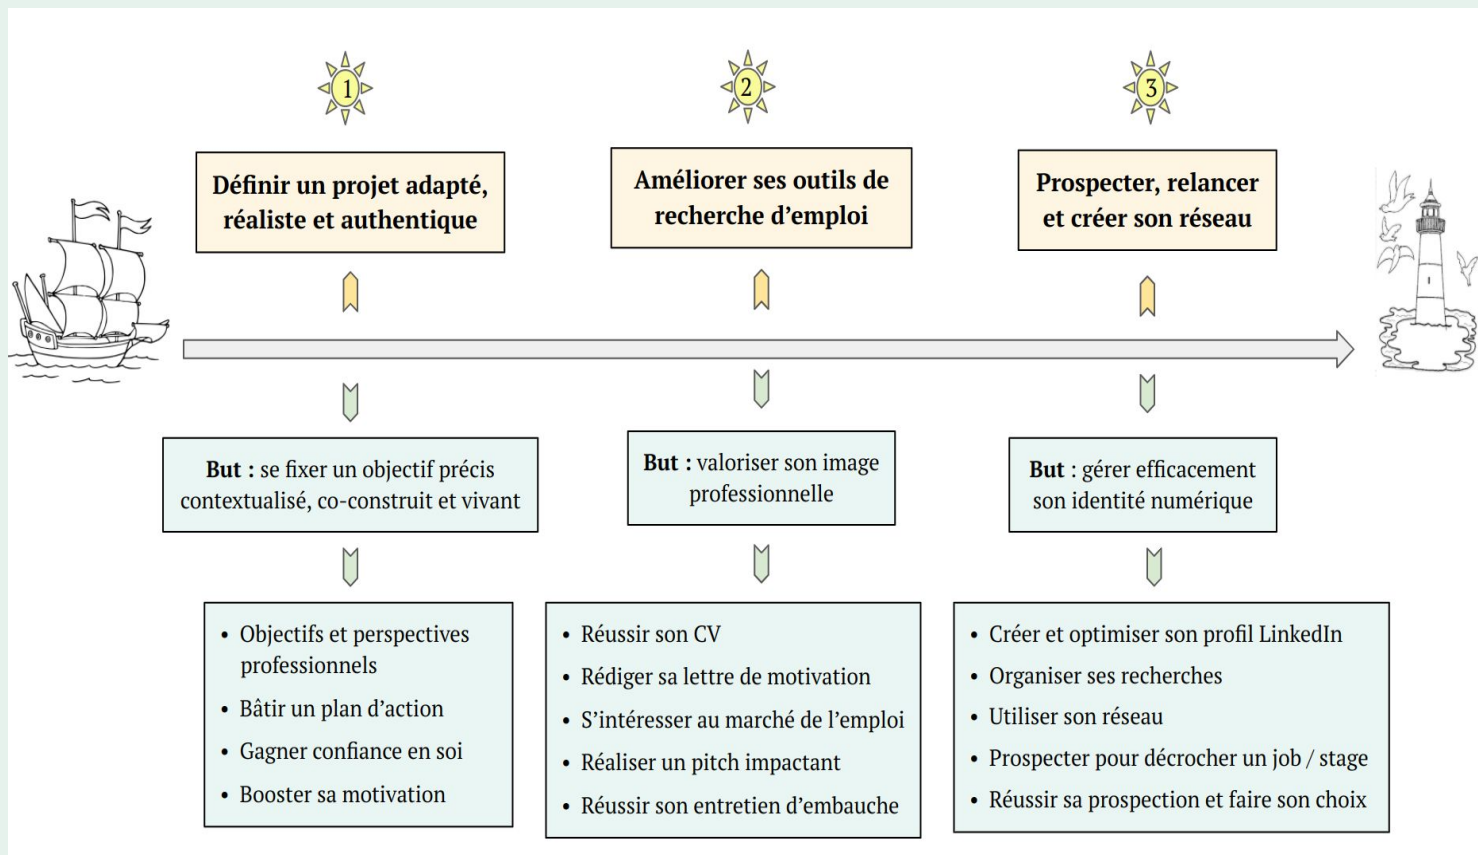 1
Définir un projet adapté,
réaliste et authentique
But : se fixer un objectif précis
contextualisé, co-construit et vivant
• Objectifs et perspectives
professionnels
• Bâtir un plan d’action
• Gagner confiance en soi
• Booster sa motivation
2
Améliorer ses outils de
recherche d’emploi
But : valoriser son image
professionnelle
• Réussir son CV
• Rédiger sa lettre de motivation
• S’intéresser au marché de l’emploi
• Réaliser un pitch impactant
• Réussir son entretien d’embauche
3
Prospecter, relancer
et créer son réseau
But : gérer efficacement
son identité numérique
• Créer et optimiser son profil LinkedIn
• Organiser ses recherches
• Utiliser son réseau
• Prospecter pour décrocher un job / stage
• Réussir sa prospection et faire son choix